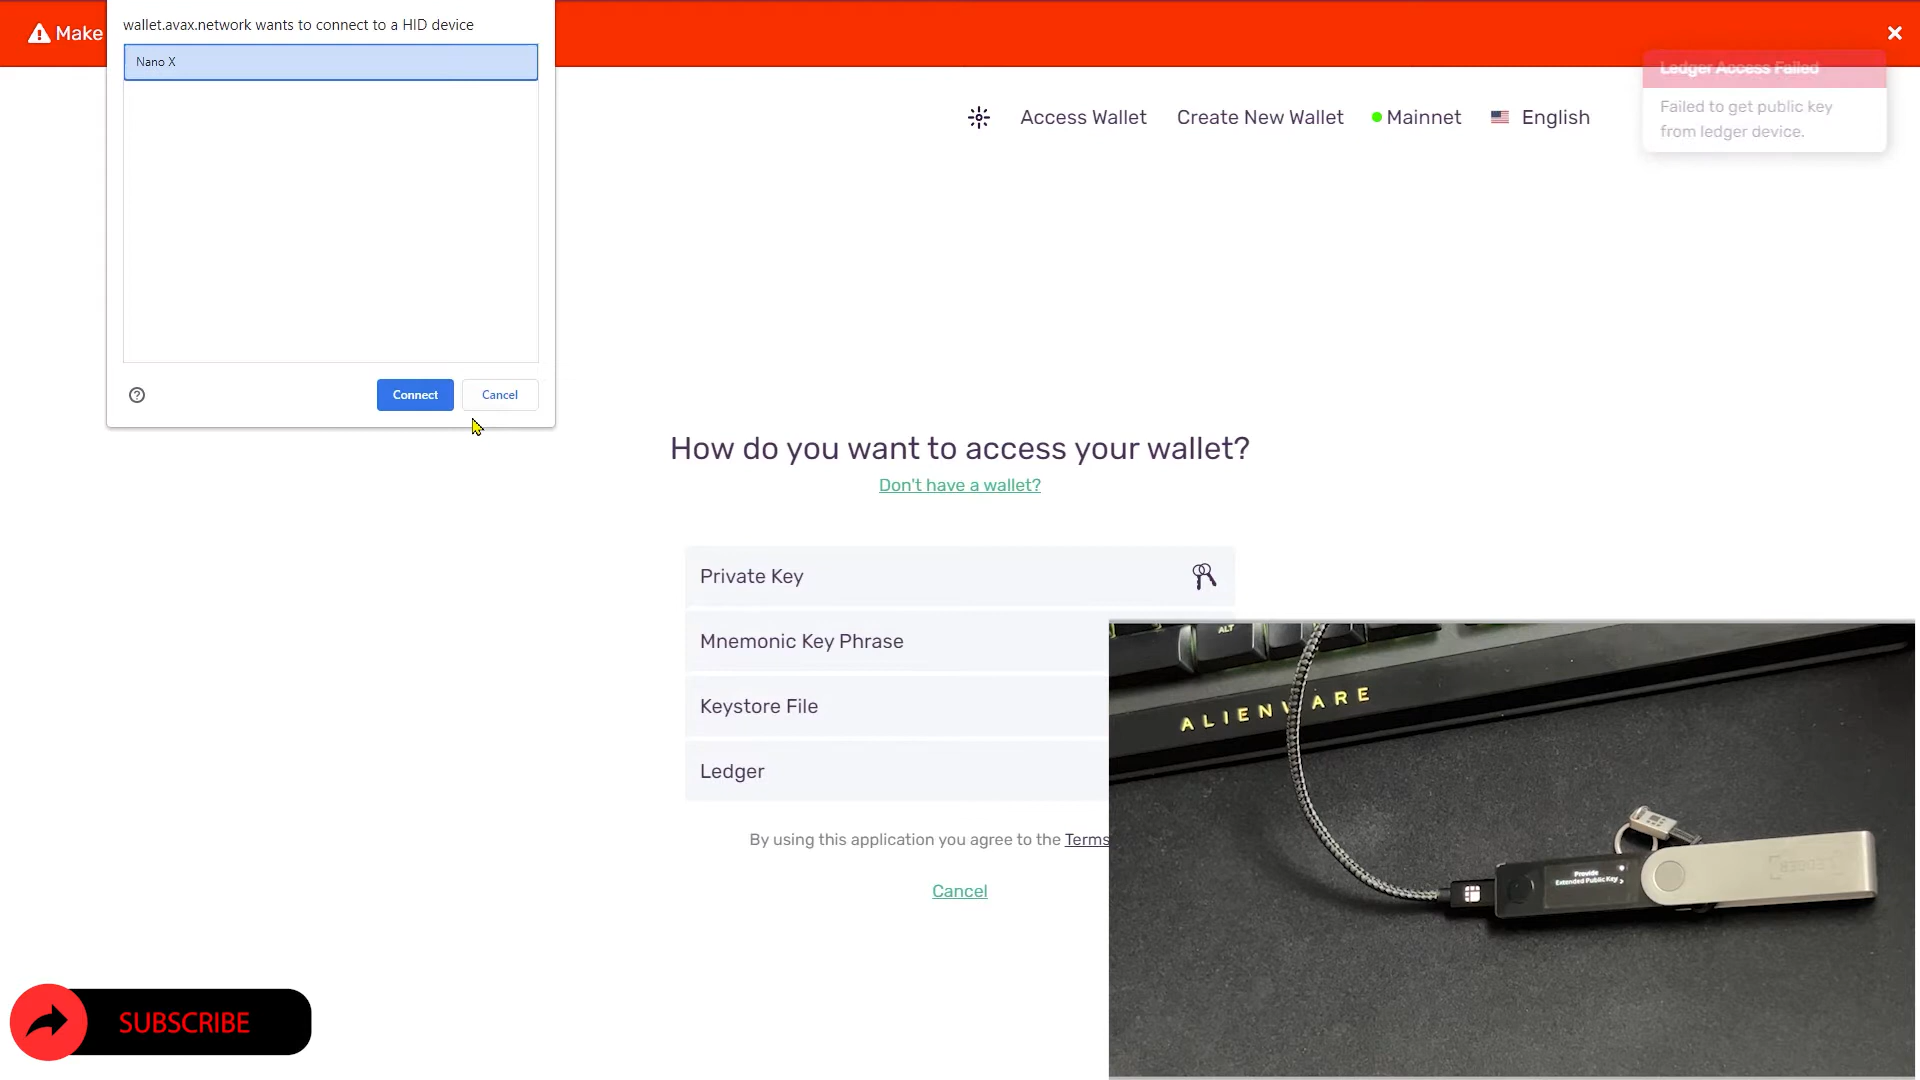 Make
wallet.avax.network wants to connect to a HID device
Nano X
Connect
Cancel
Ledger Access Failed
Failed to get public key
from ledger device.
Access Wallet
Create New Wallet
Mainnet
English
How do you want to access your wallet?
Don't have a wallet?
Private Key
Mnemonic Key Phrase
Keystore File
Ledger
By using this application you agree to the Terms
Cancel
ALT
ALIENWARE
Provide
Extended Public Key
LEDGER
SUBSCRIBE